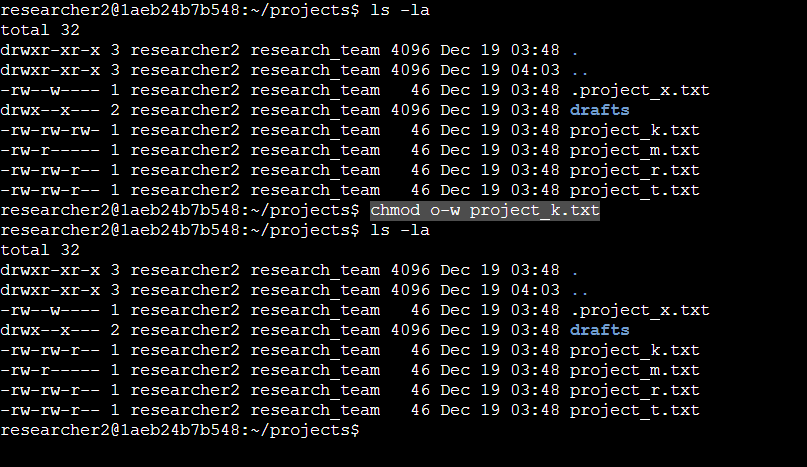 researcher2@1aeb24b7b548:~/projects$ ls -la
total 32
drwxr-xr-x 3 researcher2 research_team 4096 Dec 19 03:48 .
drwxr-xr-x 3 researcher2 research_team 4096 Dec 19 04:03 ..
-rw--w---- 1 researcher2 research_team   46 Dec 19 03:48 .project_x.txt
drwx--x--- 2 researcher2 research_team 4096 Dec 19 03:48 drafts
-rw-rw-rw- 1 researcher2 research_team   46 Dec 19 03:48 project_k.txt
-rw-r----- 1 researcher2 research_team   46 Dec 19 03:48 project_m.txt
-rw-rw-r-- 1 researcher2 research_team   46 Dec 19 03:48 project_r.txt
-rw-rw-r-- 1 researcher2 research_team   46 Dec 19 03:48 project_t.txt
researcher2@1aeb24b7b548:~/projects$ chmod o-w project_k.txt
researcher2@1aeb24b7b548:~/projects$ ls -la
total 32
drwxr-xr-x 3 researcher2 research_team 4096 Dec 19 03:48 .
drwxr-xr-x 3 researcher2 research_team 4096 Dec 19 04:03 ..
-rw--w---- 1 researcher2 research_team   46 Dec 19 03:48 .project_x.txt
drwx--x--- 2 researcher2 research_team 4096 Dec 19 03:48 drafts
-rw-rw-r-- 1 researcher2 research_team   46 Dec 19 03:48 project_k.txt
-rw-r----- 1 researcher2 research_team   46 Dec 19 03:48 project_m.txt
-rw-rw-r-- 1 researcher2 research_team   46 Dec 19 03:48 project_r.txt
-rw-rw-r-- 1 researcher2 research_team   46 Dec 19 03:48 project_t.txt
researcher2@1aeb24b7b548:~/projects$